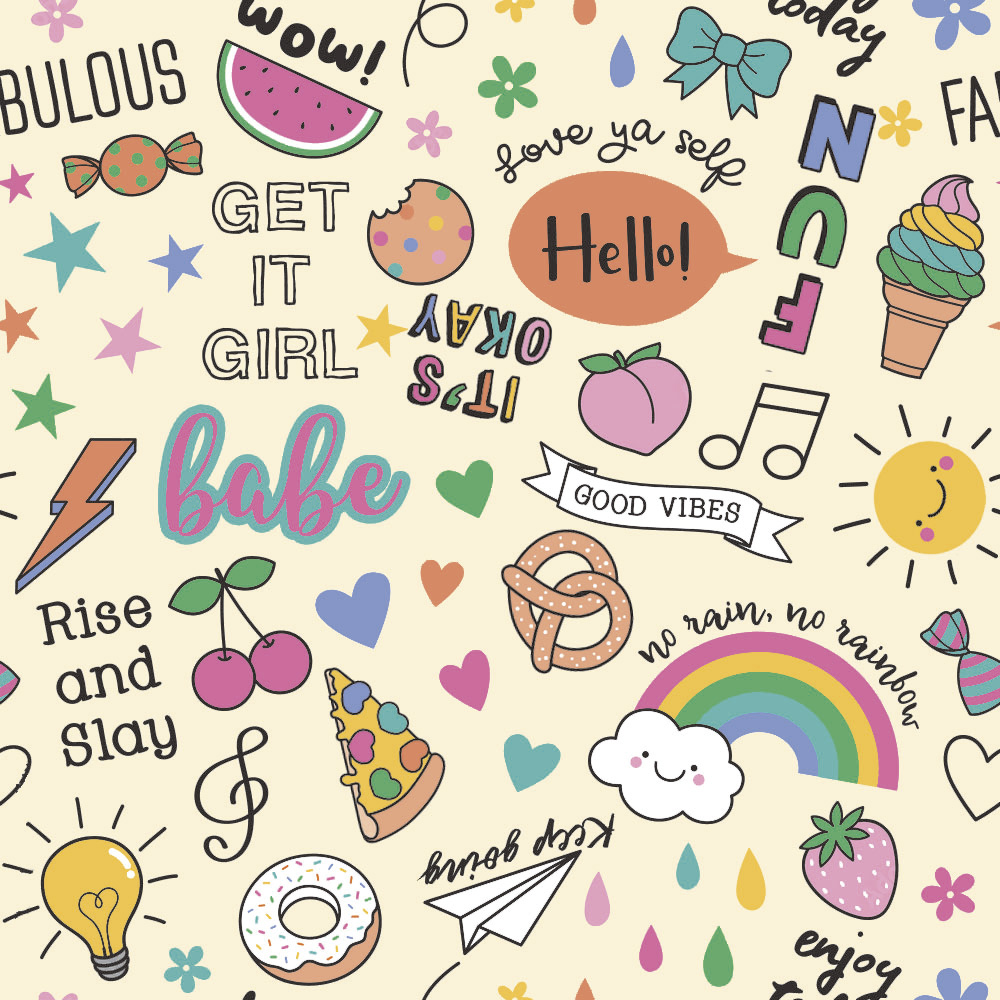 wow!
today
BULOUS
FA
love ya self
F
U
N
GET
IT
GIRL
Hello!
IT'S
OKAY
babe
GOOD VIBES
Rise
and
Slay
no rain, no rainbow
Keep going
enjoy